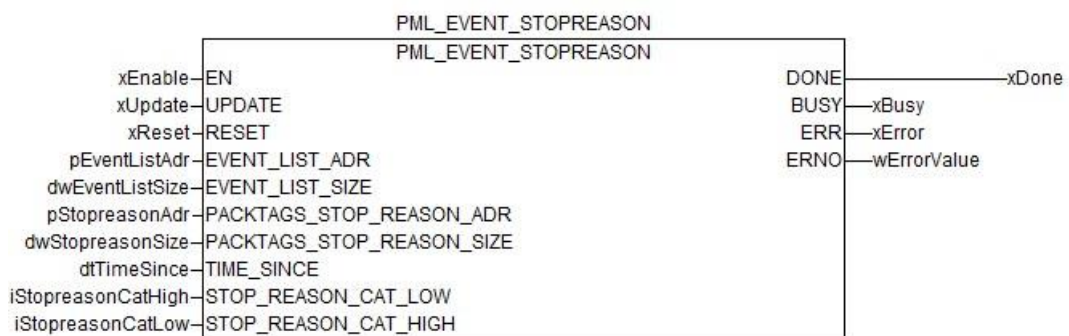 PML_EVENT_STOPREASON
PML_EVENT_STOPREASON
xEnable EN DONE xDone
xUpdate UPDATE BUSY xBusy
xReset RESET ERR xError
pEventListAdr EVENT_LIST_ADR ERNO wErrorValue
dwEventListSize EVENT_LIST_SIZE
pStopreasonAdr PACKTAGS_STOP_REASON_ADR
dwStopreasonSize PACKTAGS_STOP_REASON_SIZE
dtTimeSince TIME_SINCE
iStopreasonCatHigh STOP_REASON_CAT_LOW
iStopreasonCatLow STOP_REASON_CAT_HIGH